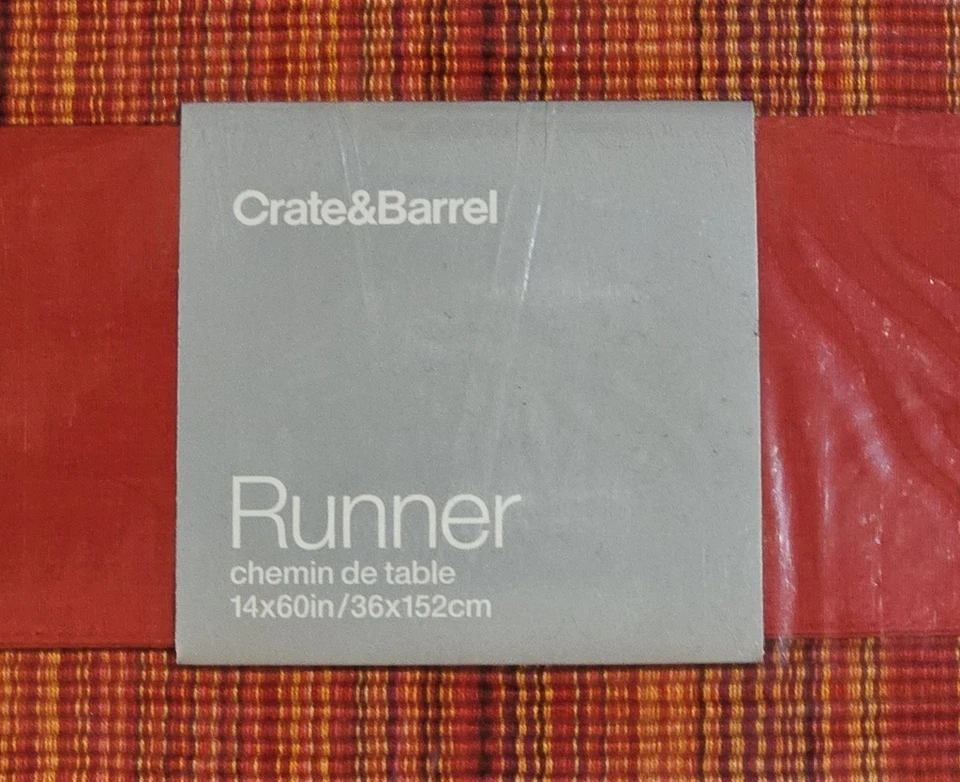 Crate&Barrel
Runner
chemin de table
14x60in/36x152cm